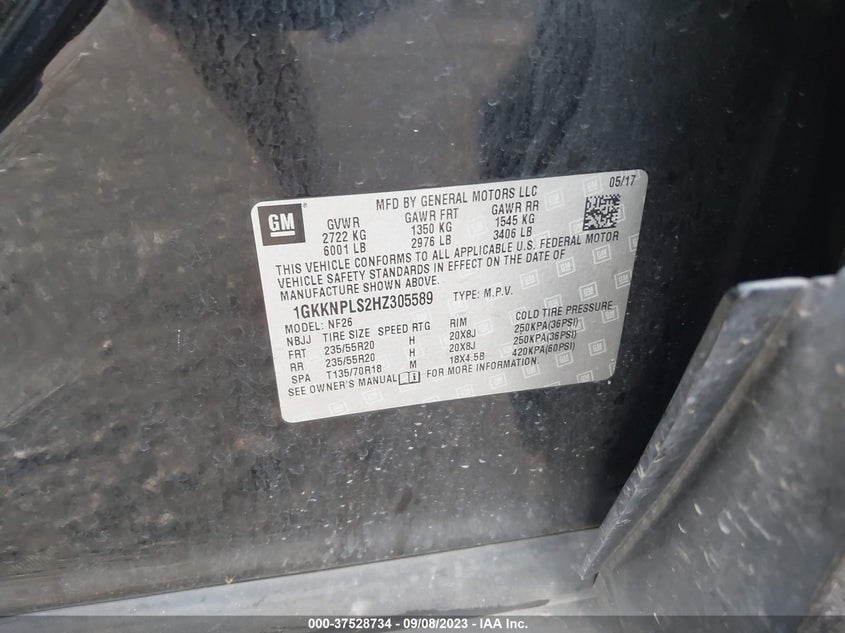 GM
MFD BY GENERAL MOTORS LLC 05/17
GVWR GAWR FRT GAWR RR
2722 KG 1350 KG 1545 KG
6001 LB 2976 LB 3406 LB
THIS VEHICLE CONFORMS TO ALL APPLICABLE U.S. FEDERAL MOTOR
VEHICLE SAFETY STANDARDS IN EFFECT ON THE DATE OF
MANUFACTURE SHOWN ABOVE.
1GKKNPLS2HZ305589 TYPE: M.P.V.
MODEL: NF26
NBJJ TIRE SIZE SPEED RTG RIM COLD TIRE PRESSURE
FRT 235/55R20 H 20X8J 250KPA(36PSI)
RR 235/55R20 H 20X8J 250KPA(36PSI)
SPA T135/70R18 M 18X4.5B 420KPA(60PSI)
SEE OWNER'S MANUAL FOR MORE INFORMATION.
000-37528734 - 09/08/2023 - IAA Inc.